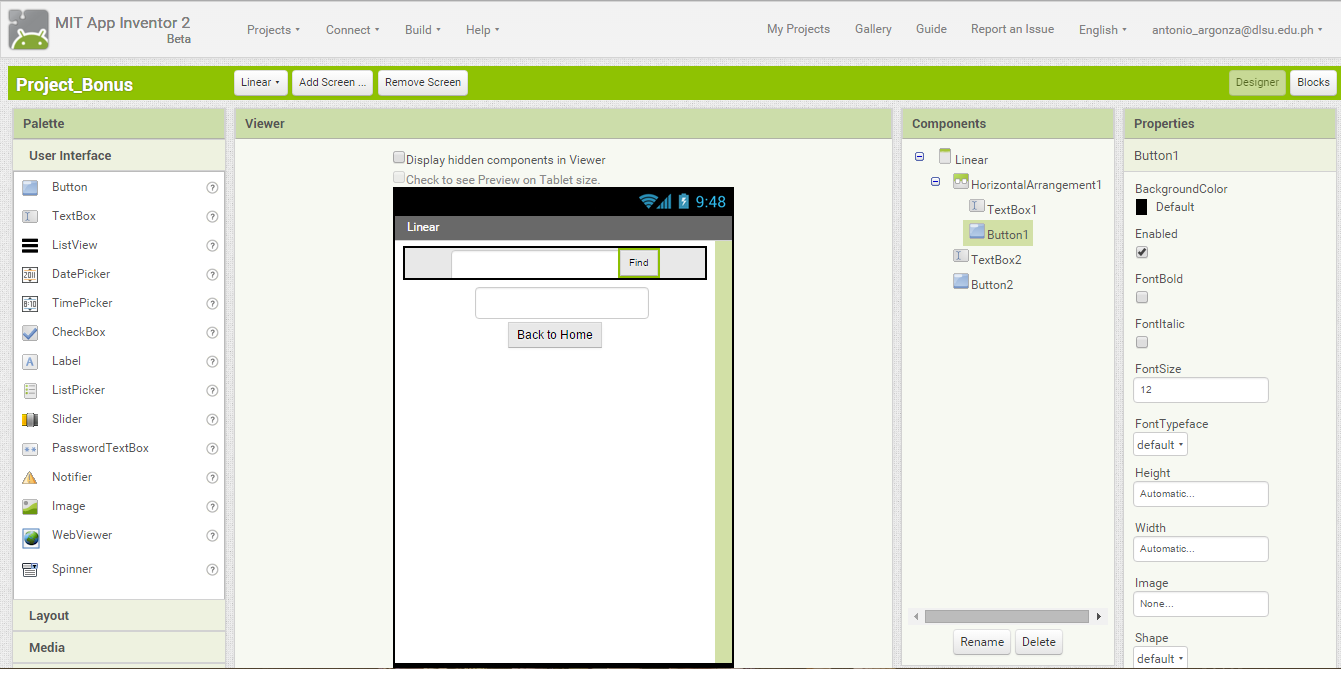 MIT App Inventor 2
Beta
Projects Connect Build Help My Projects Gallery Guide Report an Issue English antonio_argonza@dlsu.edu.ph
Project_Bonus Linear Add Screen ... Remove Screen Designer Blocks
Palette
User Interface
Button ?
TextBox ?
ListView ?
DatePicker ?
TimePicker ?
CheckBox ?
Label ?
ListPicker ?
Slider ?
PasswordTextBox ?
Notifier ?
Image ?
WebViewer ?
Spinner ?
Layout
Media
Viewer
Display hidden components in Viewer
Check to see Preview on Tablet size.
9:48
Linear
Find
Back to Home
Components
Linear
HorizontalArrangement1
TextBox1
Button1
TextBox2
Button2
Rename Delete
Properties
Button1
BackgroundColor
Default
Enabled
FontBold
FontItalic
FontSize
12
FontTypeface
default
Height
Automatic...
Width
Automatic...
Image
None...
Shape
default